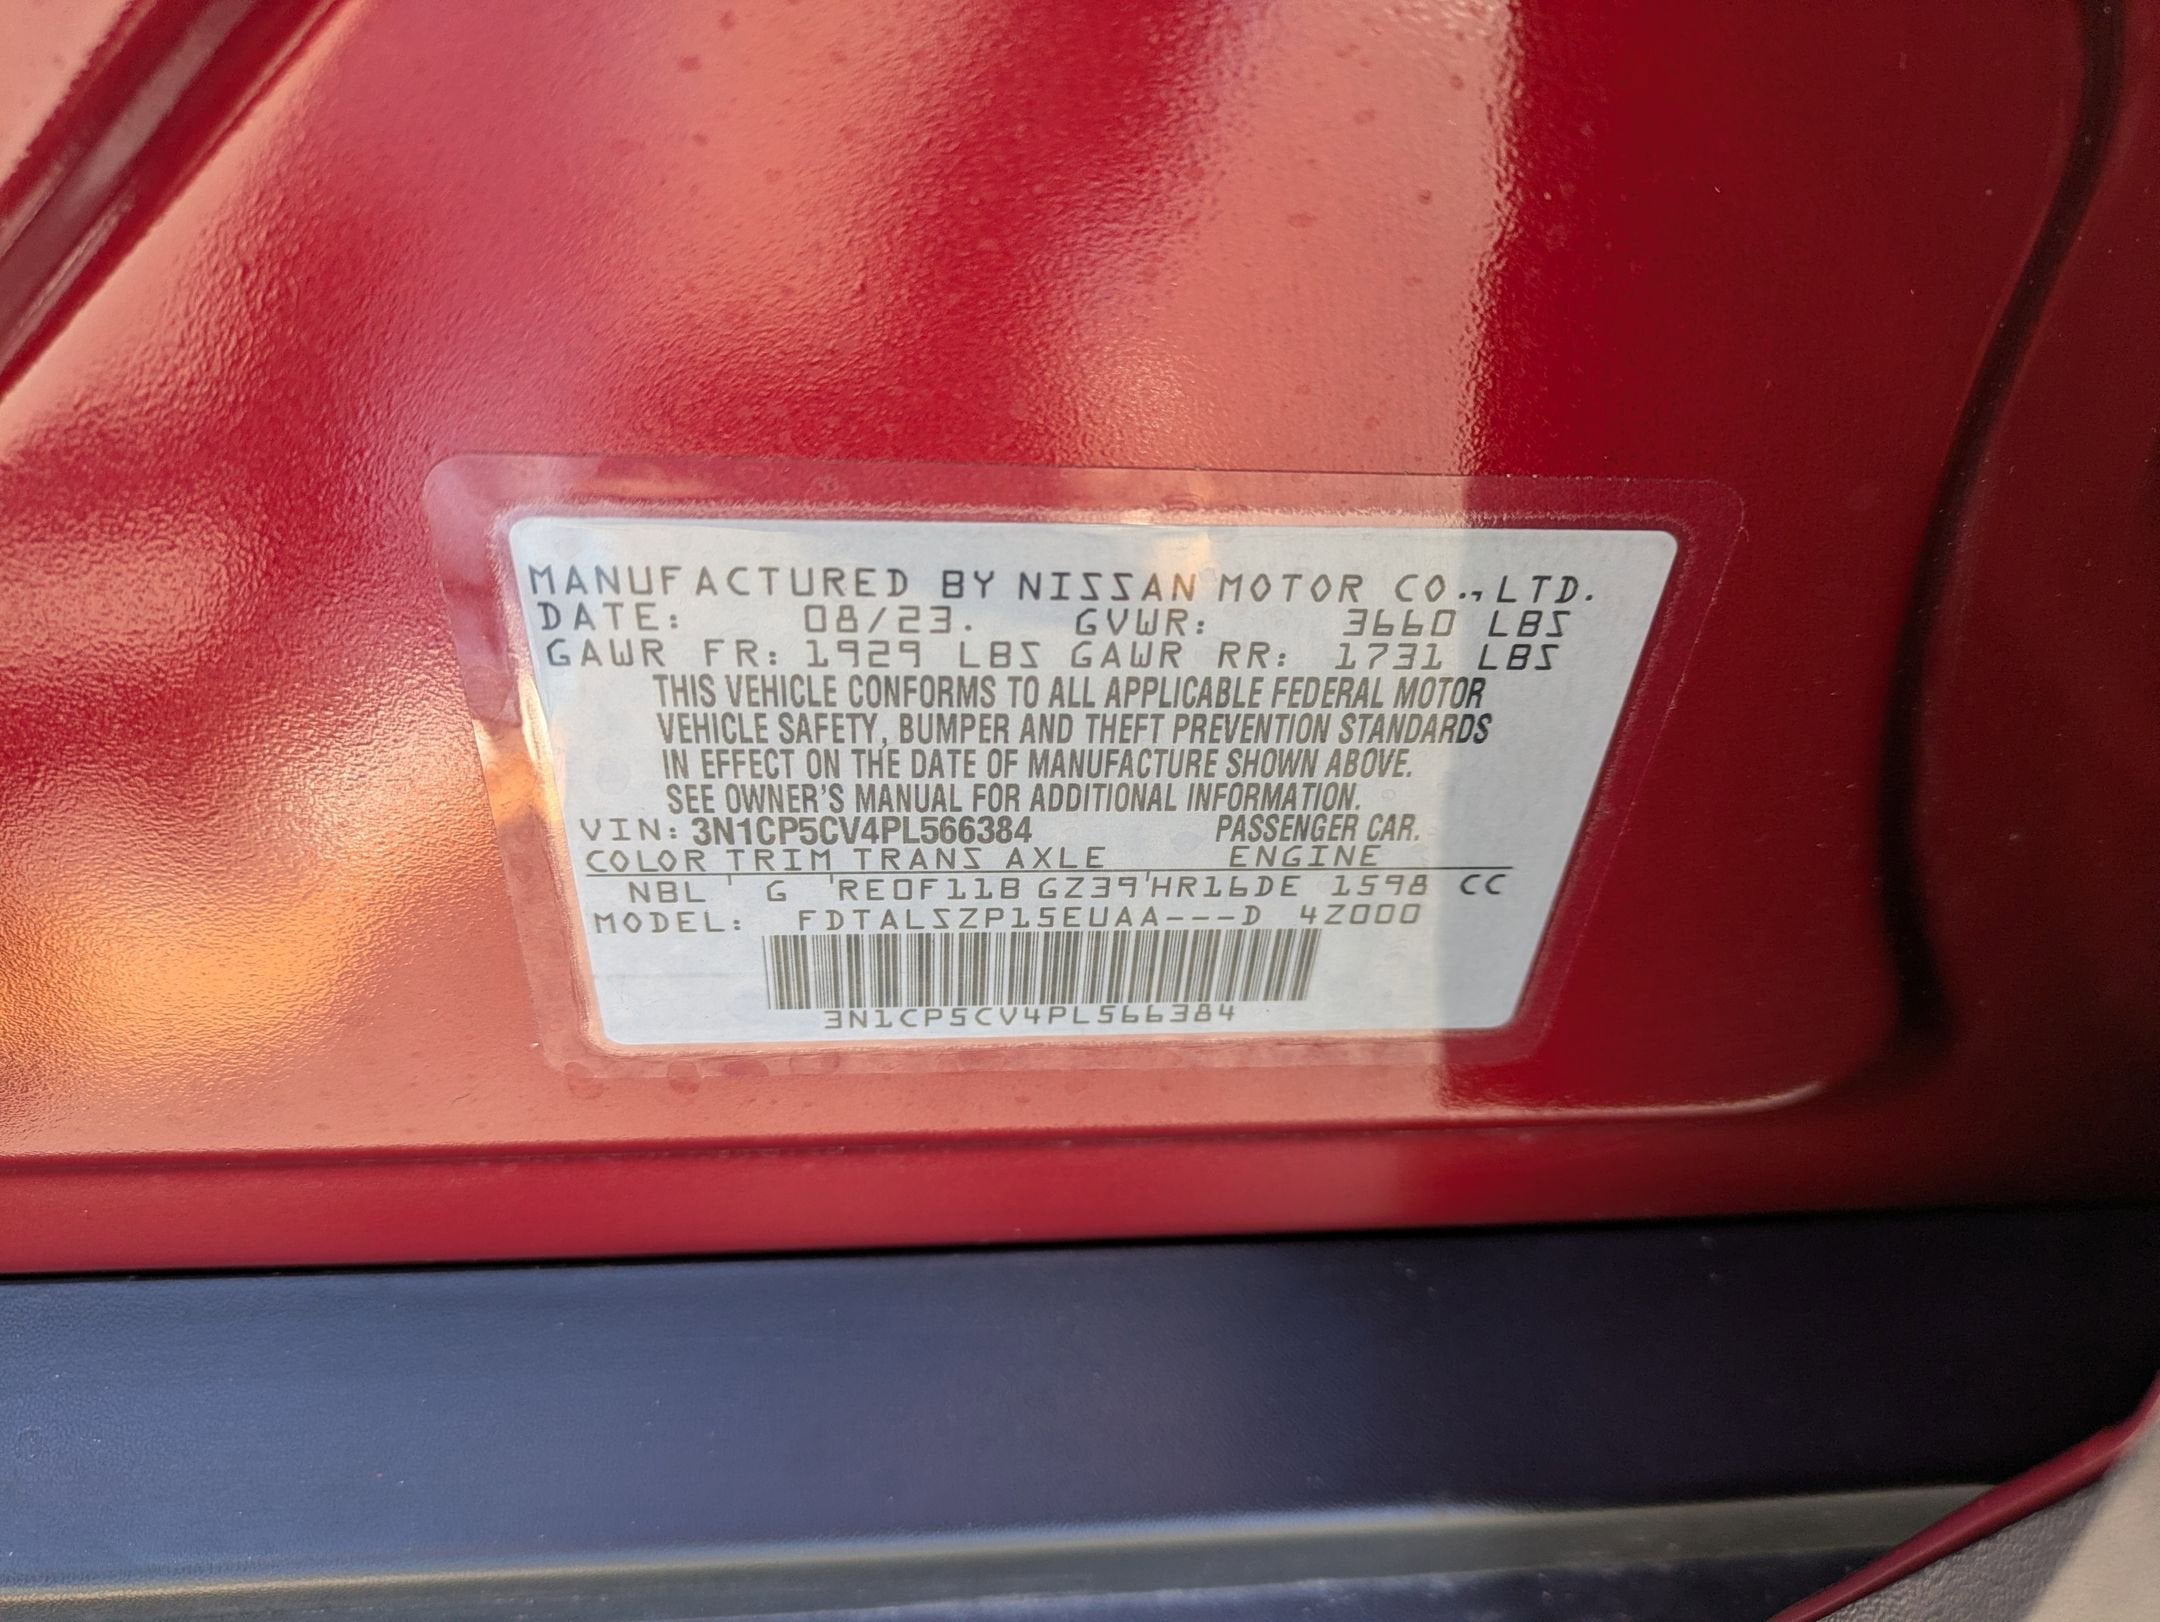 MANUFACTURED BY NISSAN MOTOR CO., LTD.
DATE: 08/23. GVWR: 3660 LBS
GAWR FR: 1929 LBS GAWR RR: 1731 LBS
THIS VEHICLE CONFORMS TO ALL APPLICABLE FEDERAL MOTOR
VEHICLE SAFETY, BUMPER AND THEFT PREVENTION STANDARDS
IN EFFECT ON THE DATE OF MANUFACTURE SHOWN ABOVE.
SEE OWNER'S MANUAL FOR ADDITIONAL INFORMATION.
VIN: 3N1CP5CV4PL566384 PASSENGER CAR.
COLOR TRIM TRANS AXLE ENGINE
NBL ' G 'RE0F11B GZ39'HR16DE 1598 CC
MODEL: FDTALSZP15EUAA---D 4Z000
3N1CP5CV4PL566384